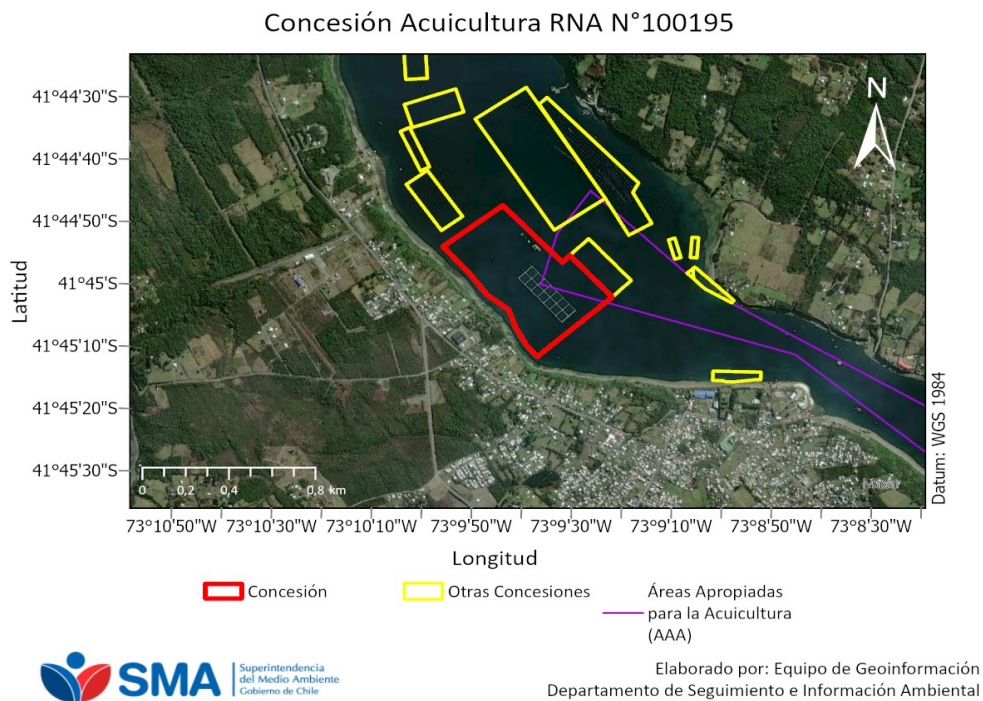 Concesión Acuicultura RNA N°100195
N
41°44'30"S
41°44'40"S
41°44'50"S
41°45'S
41°45'10"S
41°45'20"S
41°45'30"S
Latitud
Datum: WGS 1984
0 0,2 0,4 0,8 km
73°10'50"W 73°10'30"W 73°10'10"W 73°9'50"W 73°9'30"W 73°9'10"W 73°8'50"W 73°8'30"W
Longitud
Concesión
Otras Concesiones
Áreas Apropiadas
para la Acuicultura
(AAA)
SMA
Superintendencia
del Medio Ambiente
Gobierno de Chile
Elaborado por: Equipo de Geoinformación
Departamento de Seguimiento e Información Ambiental